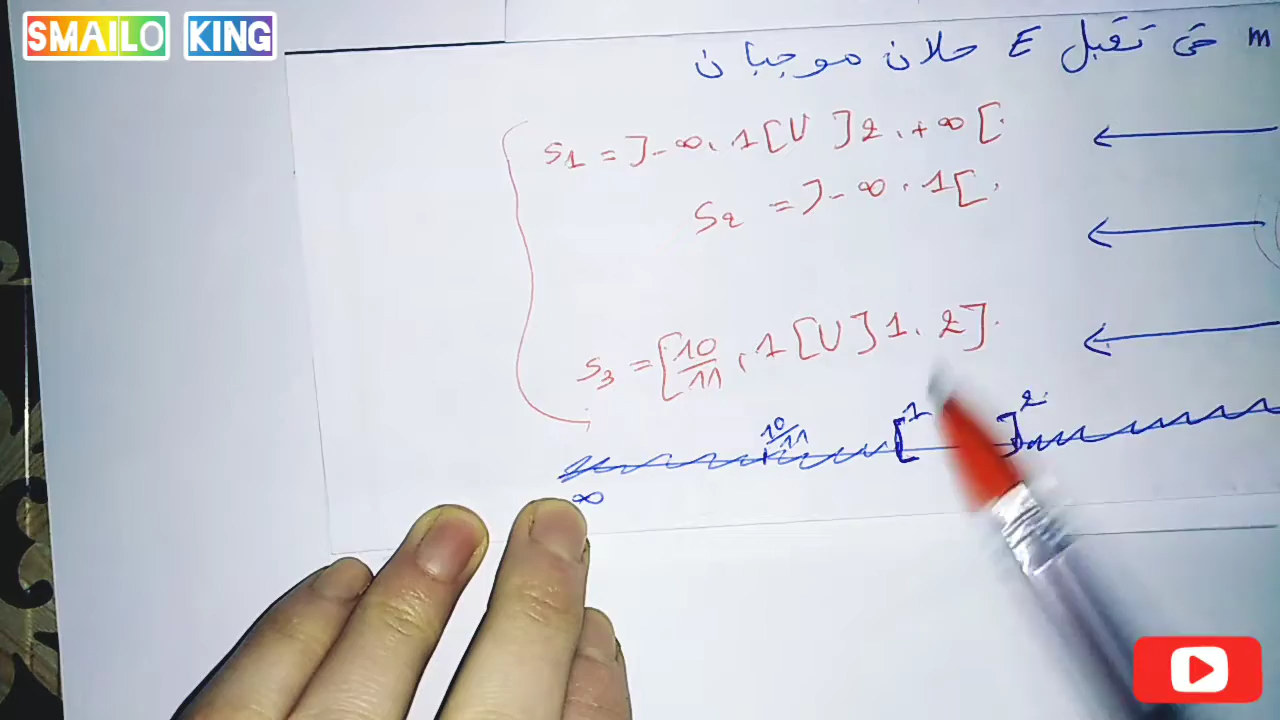 SMAILO KING
m حتى تقبل E حلان موجبان
S1 = ]-∞, 1[ U ]2, +∞[.
S2 = ]-∞, 1[.
S3 = [10/11, 1[ U ]1, 2].
10/11 [ 1 ] 2
∞